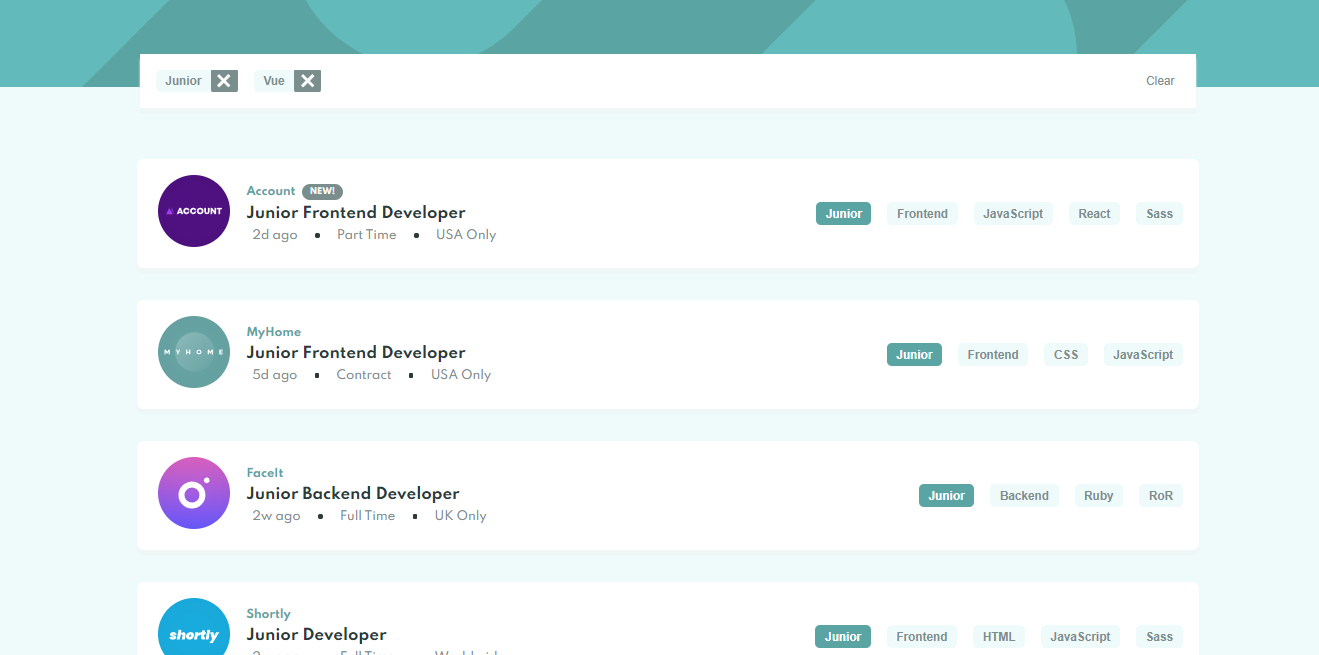 Junior Vue Clear
ACCOUNT
Account NEW!
Junior Frontend Developer
2d ago Part Time USA Only
Junior Frontend JavaScript React Sass
MYHOME
MyHome
Junior Frontend Developer
5d ago Contract USA Only
Junior Frontend CSS JavaScript
FaceIt
Junior Backend Developer
2w ago Full Time UK Only
Junior Backend Ruby RoR
shortly
Shortly
Junior Developer
Junior Frontend HTML JavaScript Sass
Full Time Worldwide